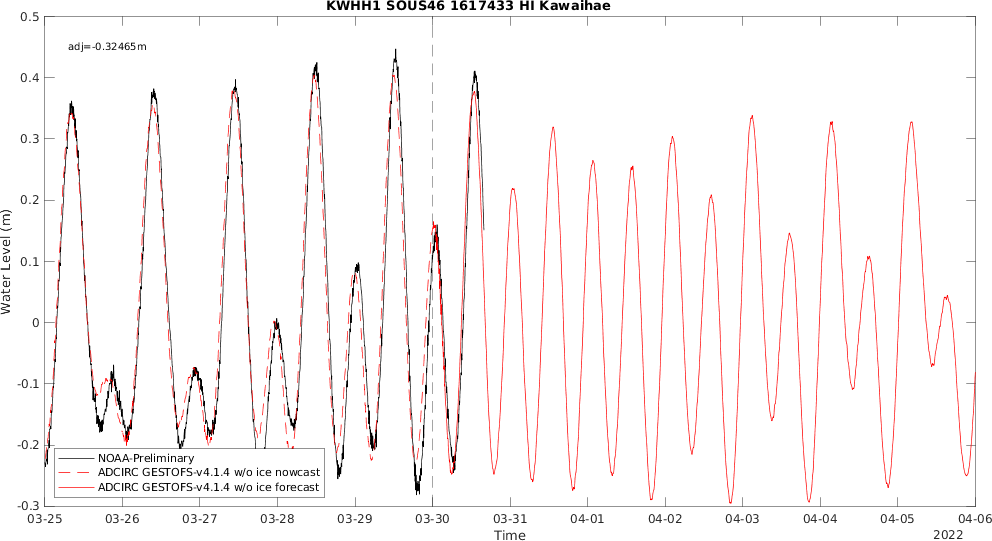 KWHH1 SOUS46 1617433 HI Kawaihae
adj=-0.32465m
0.5
0.4
0.3
0.2
0.1
0
-0.1
-0.2
-0.3
Water Level (m)
NOAA-Preliminary
ADCIRC GESTOFS-v4.1.4 w/o ice nowcast
ADCIRC GESTOFS-v4.1.4 w/o ice forecast
03-25 03-26 03-27 03-28 03-29 03-30 03-31 04-01 04-02 04-03 04-04 04-05 04-06
Time
2022